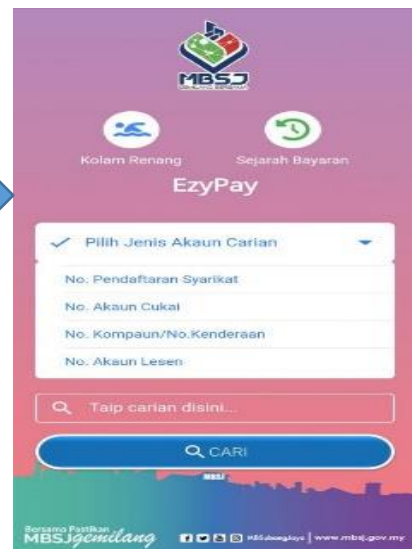 MBSJ
Kolam Renang
Sejarah Bayaran
EzyPay
Pilih Jenis Akaun Carian
No. Pendaftaran Syarikat
No. Akaun Cukai
No. Kompaun/No.Kenderaan
No. Akaun Lesen
Taip carian disini...
CARI
MBSJ
Bersama Pastikan
MBSJgemilang
MBSubangJaya | www.mbsj.gov.my